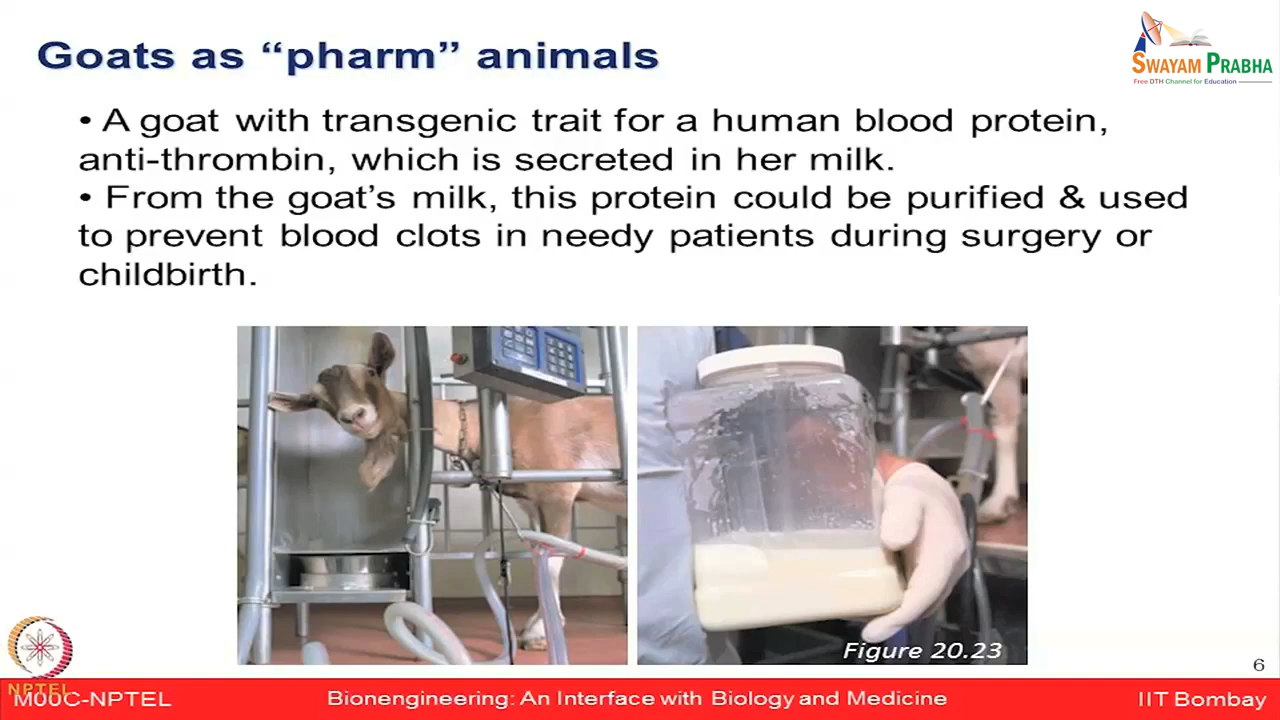 Goats as “pharm” animals
SWAYAM PRABHA
Free DTH Channel for Education
• A goat with transgenic trait for a human blood protein,
anti-thrombin, which is secreted in her milk.
• From the goat’s milk, this protein could be purified & used
to prevent blood clots in needy patients during surgery or
childbirth.
Figure 20.23
6
NPTEL
M00C-NPTEL
Bionengineering: An Interface with Biology and Medicine
IIT Bombay